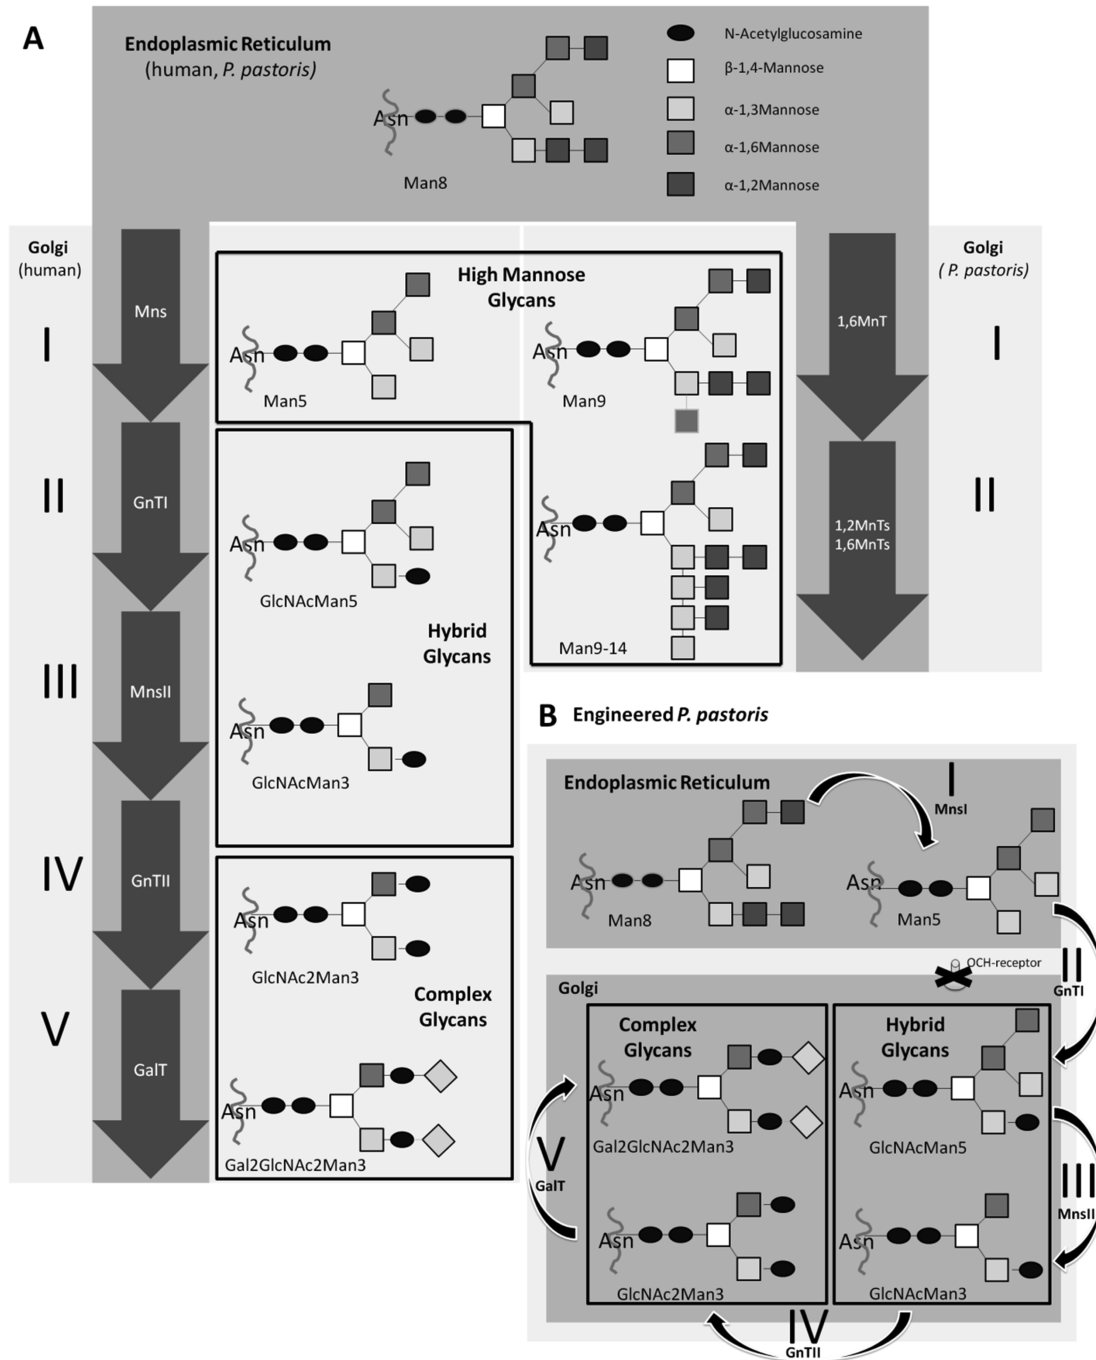 A
Endoplasmic Reticulum
(human, P. pastoris)
N-Acetylglucosamine
β-1,4-Mannose
α-1,3Mannose
α-1,6Mannose
α-1,2Mannose
Asn
Man8
Golgi
(human)
Golgi
( P. pastoris)
High Mannose
Glycans
Mns
1,6MnT
I
I
Asn
Asn
Man5
Man9
II
GnTI
II
Asn
1,2MnTs
1,6MnTs
Asn
GlcNAcMan5
Hybrid
Glycans
Man9-14
III
MnsII
Asn
GlcNAcMan3
B Engineered P. pastoris
Endoplasmic Reticulum
I
MnsI
Asn
Man8
Asn
Man5
IV
GnTII
Asn
GlcNAc2Man3
Complex
Glycans
OCH-receptor
II
GnTI
Golgi
V
GalT
Asn
Gal2GlcNAc2Man3
Complex
Glycans
Hybrid
Glycans
Asn
Gal2GlcNAc2Man3
Asn
GlcNAcMan5
V
GalT
III
MnsII
Asn
GlcNAc2Man3
Asn
GlcNAcMan3
IV
GnTII